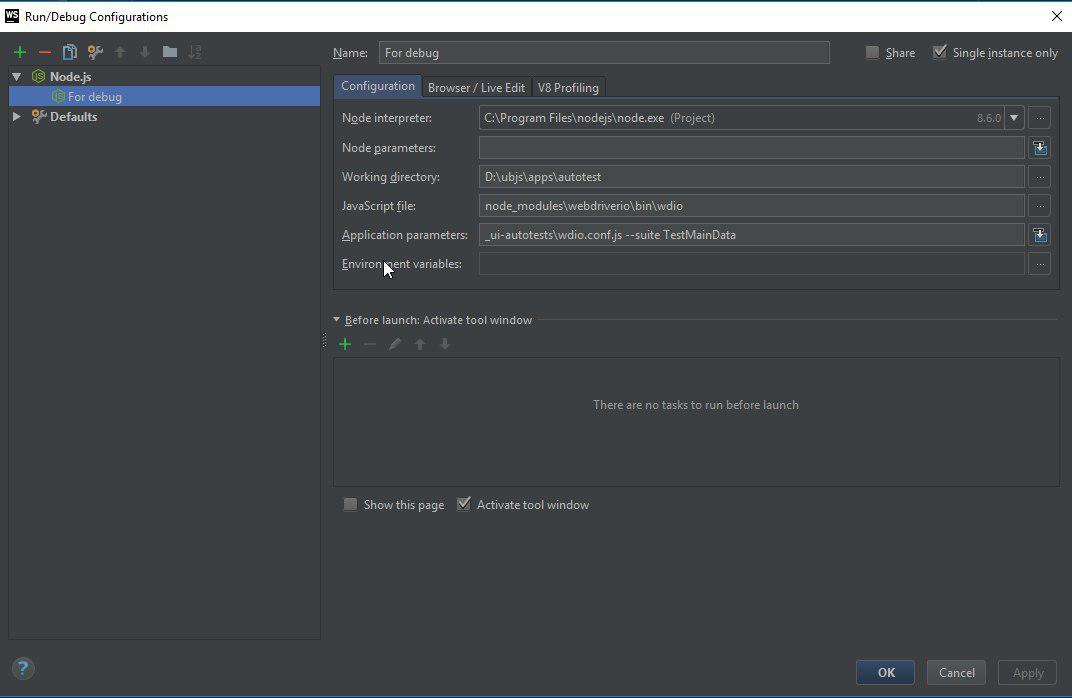 WS Run/Debug Configurations
Name: For debug Share Single instance only
Node.js
For debug
Defaults
Configuration Browser / Live Edit V8 Profiling
Node interpreter: C:\Program Files\nodejs\node.exe (Project) 8.6.0 ...
Node parameters:
Working directory: D:\ubjs\apps\autotest ...
JavaScript file: node_modules\webdriverio\bin\wdio ...
Application parameters: _ui-autotests\wdio.conf.js --suite TestMainData
Environment variables: ...
Before launch: Activate tool window
There are no tasks to run before launch
Show this page Activate tool window
? OK Cancel Apply